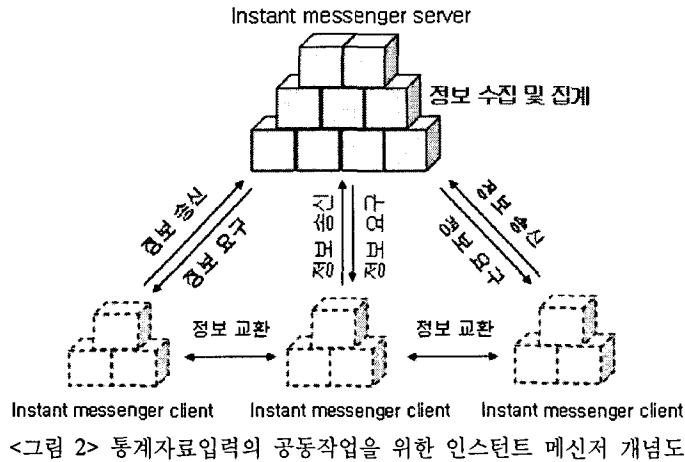 Instant messenger server
정보 수집 및 집계
정보 송신
정보 요구
정보 송신
정보 요구
정보 송신
정보 요구
정보 교환
정보 교환
Instant messenger client
Instant messenger client
Instant messenger client
<그림 2> 통계자료입력의 공동작업을 위한 인스턴트 메신저 개념도